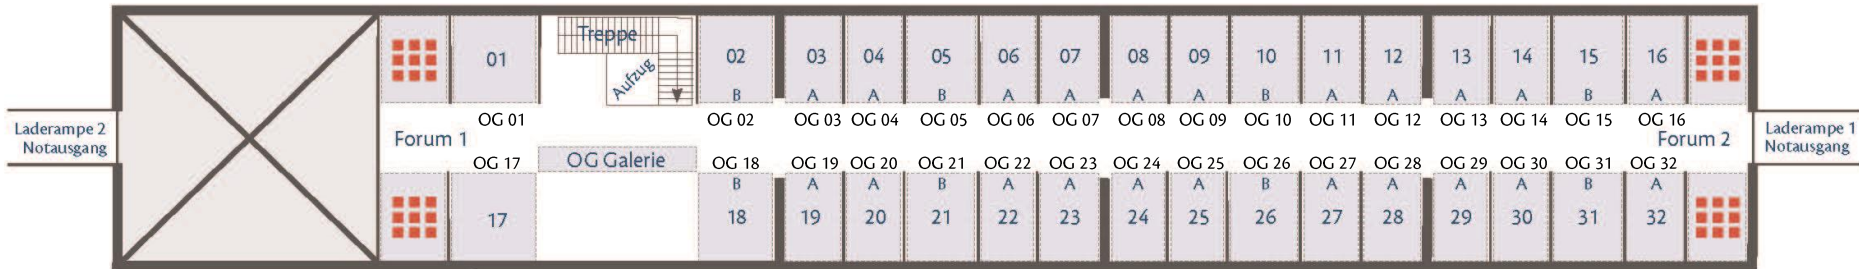 Treppe
Aufzug
01 02 03 04 05 06 07 08 09 10 11 12 13 14 15 16
B A A B A A A A B A A A A B A
OG 01 OG 02 OG 03 OG 04 OG 05 OG 06 OG 07 OG 08 OG 09 OG 10 OG 11 OG 12 OG 13 OG 14 OG 15 OG 16
Laderampe 2
Notausgang
Forum 1
Forum 2
Laderampe 1
Notausgang
OG 17 OG Galerie OG 18 OG 19 OG 20 OG 21 OG 22 OG 23 OG 24 OG 25 OG 26 OG 27 OG 28 OG 29 OG 30 OG 31 OG 32
B A A B A A A A B A A A A B A
17 18 19 20 21 22 23 24 25 26 27 28 29 30 31 32